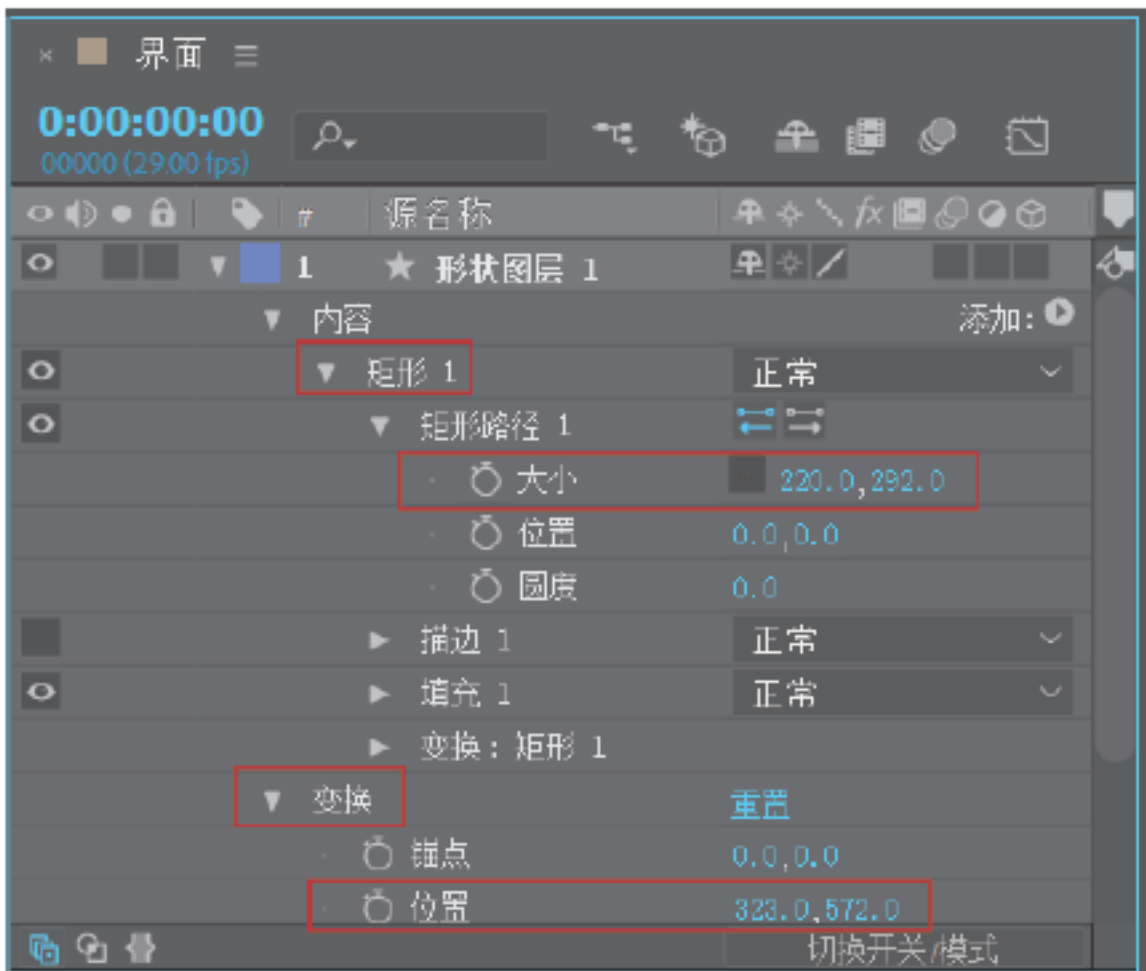 界面
0:00:00:00
00000 (29.00 fps)
# 源名称 fx
1 形状图层 1
内容 添加:
矩形 1 正常
矩形路径 1
大小 220.0,292.0
位置 0.0,0.0
圆度 0.0
描边 1 正常
填充 1 正常
变换：矩形 1
变换 重置
锚点 0.0,0.0
位置 323.0,572.0
切换开关/模式